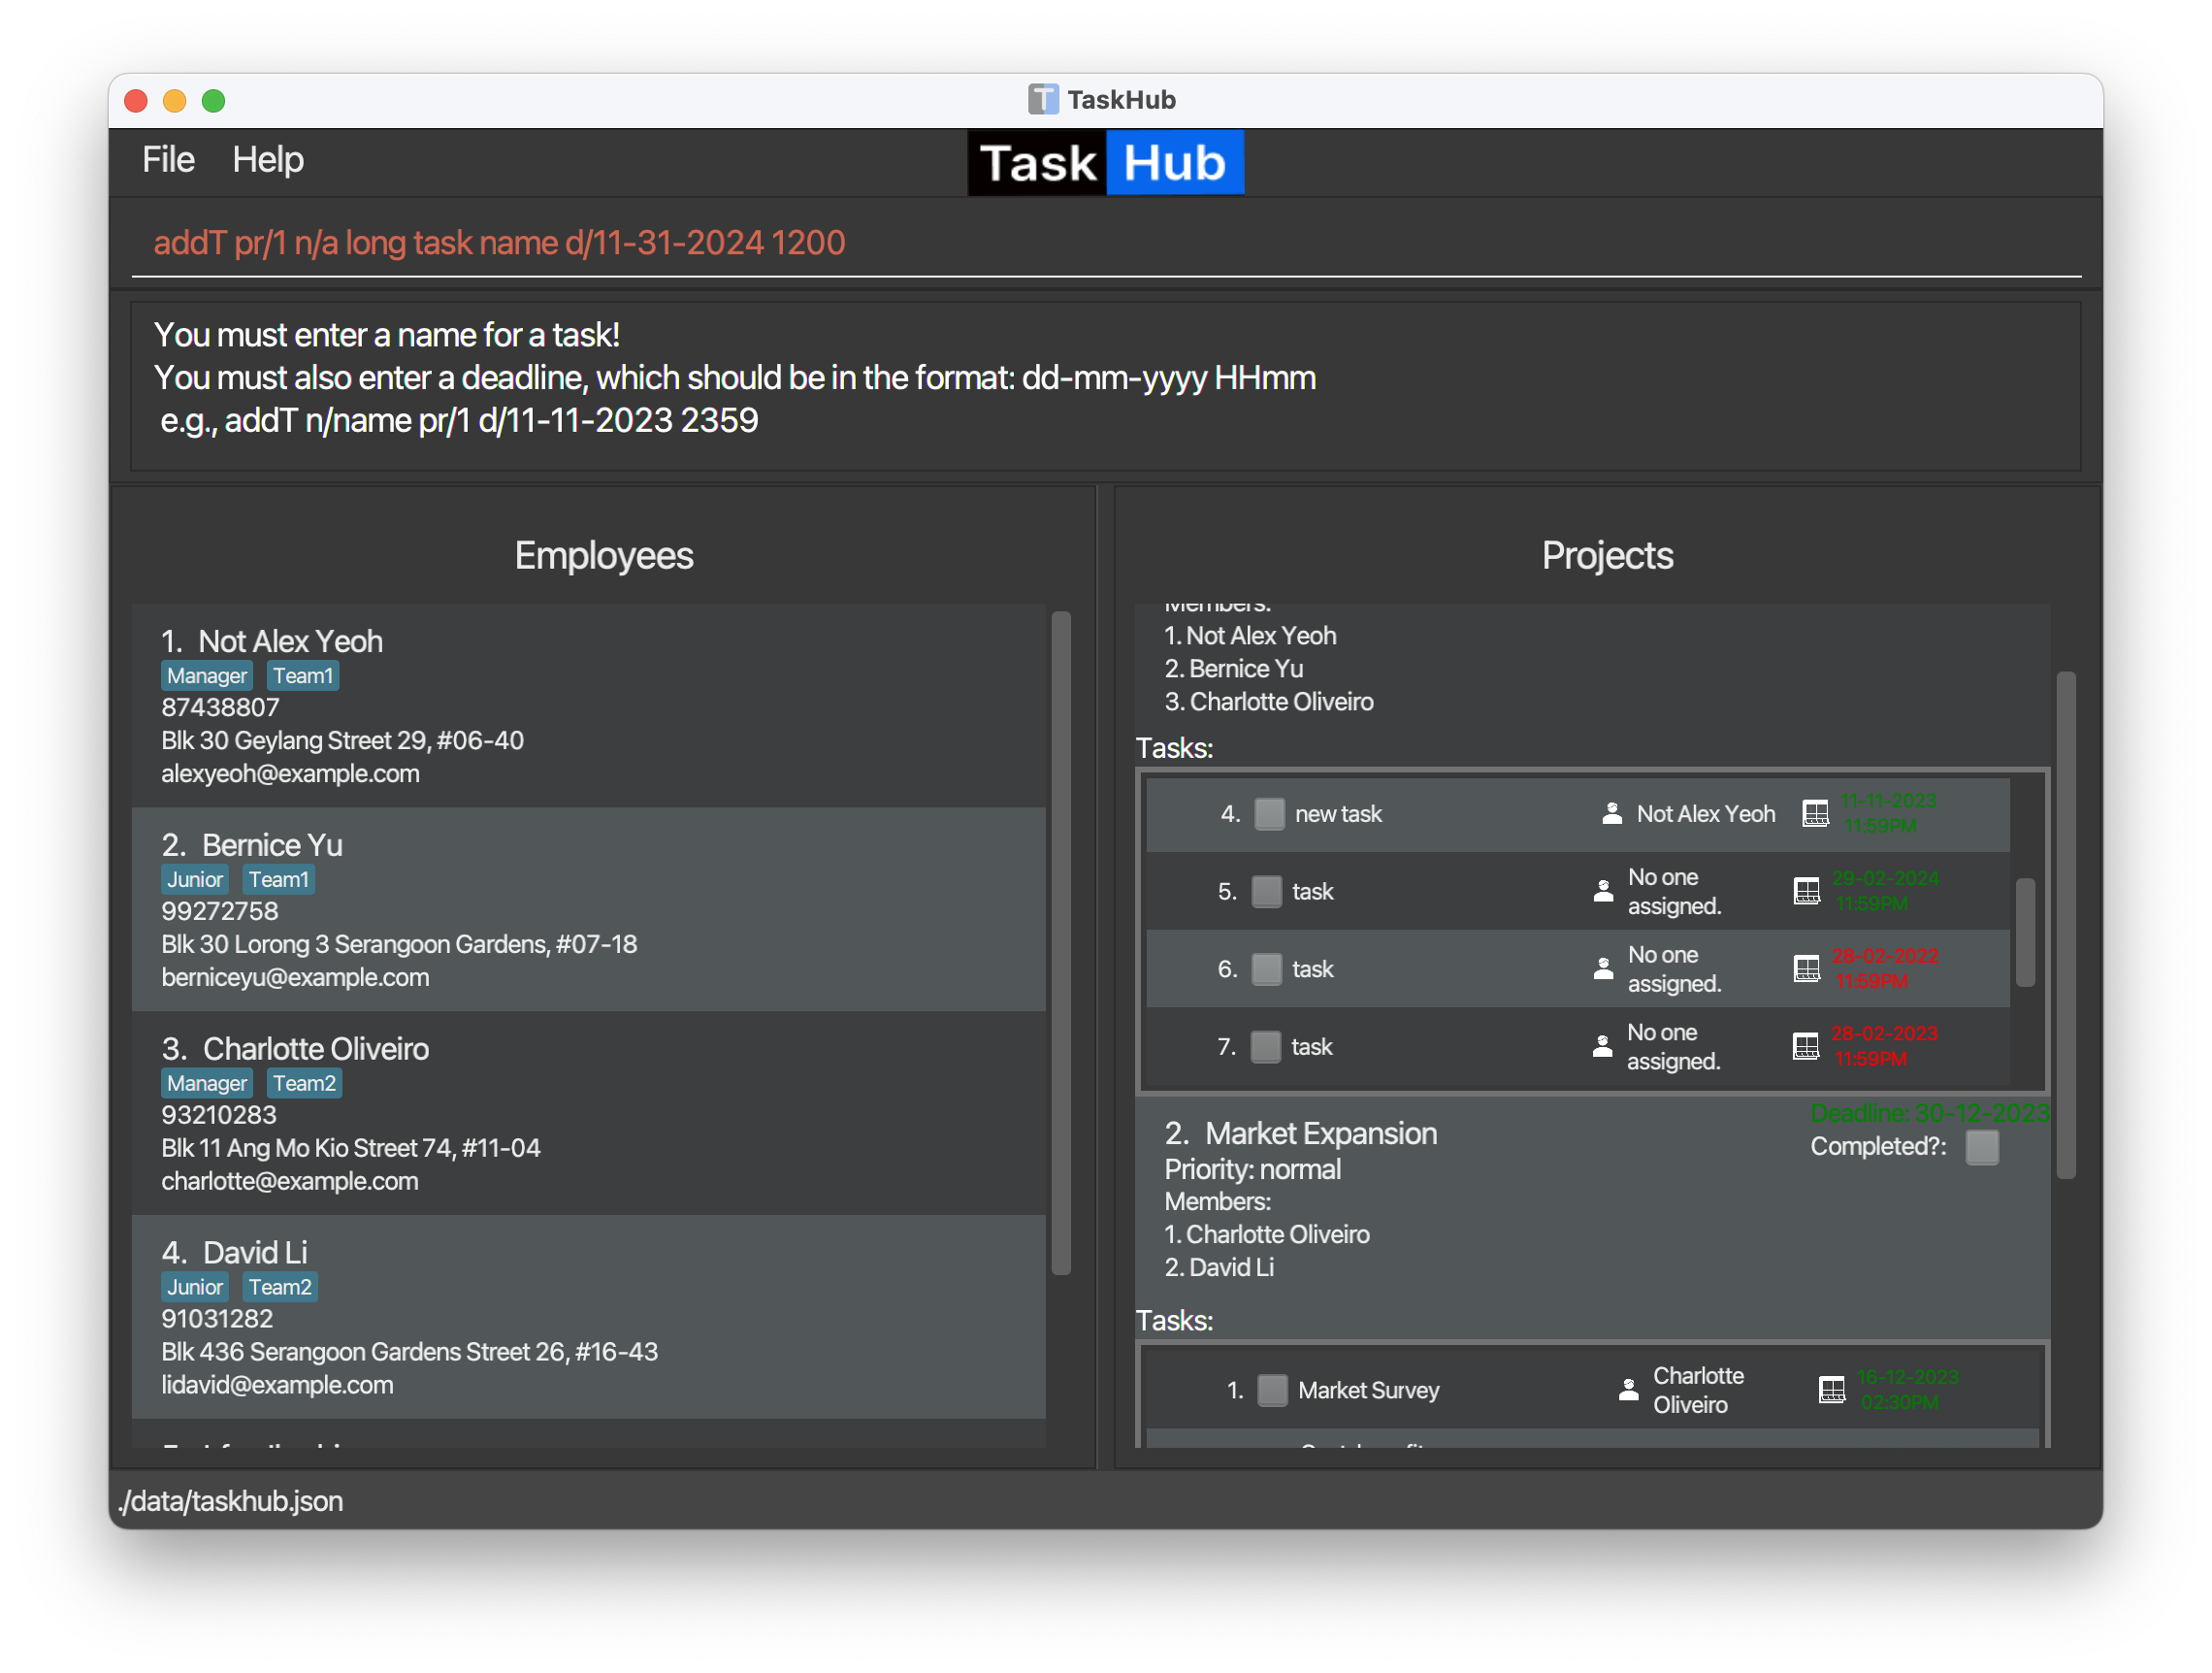 TaskHub
File Help
Task Hub
addT pr/1 n/a long task name d/11-31-2024 1200
You must enter a name for a task!
You must also enter a deadline, which should be in the format: dd-mm-yyyy HHmm
e.g., addT n/name pr/1 d/11-11-2023 2359
Employees
1. Not Alex Yeoh
Manager Team1
87438807
Blk 30 Geylang Street 29, #06-40
alexyeoh@example.com
2. Bernice Yu
Junior Team1
99272758
Blk 30 Lorong 3 Serangoon Gardens, #07-18
berniceyu@example.com
3. Charlotte Oliveiro
Manager Team2
93210283
Blk 11 Ang Mo Kio Street 74, #11-04
charlotte@example.com
4. David Li
Junior Team2
91031282
Blk 436 Serangoon Gardens Street 26, #16-43
lidavid@example.com
Projects
Members:
1. Not Alex Yeoh
2. Bernice Yu
3. Charlotte Oliveiro
Tasks:
4. new task Not Alex Yeoh 11-11-2023
11:59PM
5. task No one assigned. 29-02-2024
11:59PM
6. task No one assigned. 28-02-2022
11:59PM
7. task No one assigned. 28-02-2023
11:59PM
Deadline: 30-12-2023
2. Market Expansion
Completed?:
Priority: normal
Members:
1. Charlotte Oliveiro
2. David Li
Tasks:
1. Market Survey Charlotte Oliveiro 16-12-2023
02:30PM
./data/taskhub.json